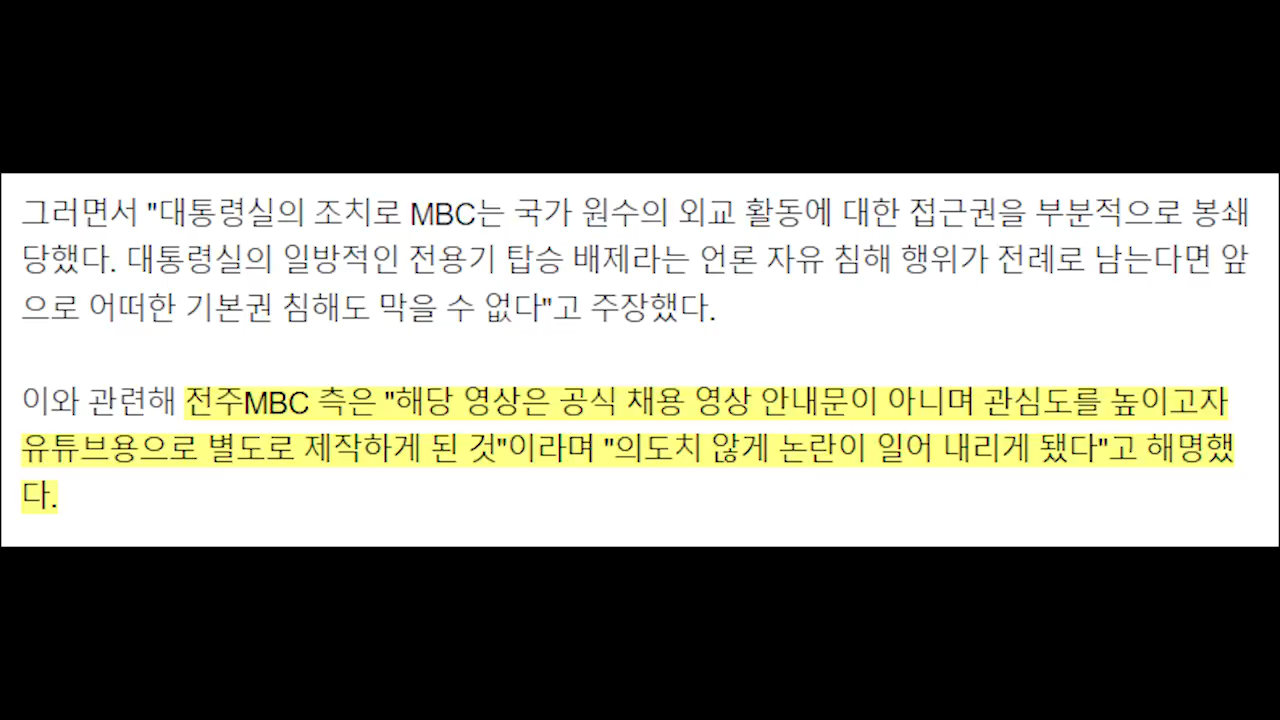 그러면서 "대통령실의 조치로 MBC는 국가 원수의 외교 활동에 대한 접근권을 부분적으로 봉쇄
당했다. 대통령실의 일방적인 전용기 탑승 배제라는 언론 자유 침해 행위가 전례로 남는다면 앞
으로 어떠한 기본권 침해도 막을 수 없다"고 주장했다.
이와 관련해 전주MBC 측은 "해당 영상은 공식 채용 영상 안내문이 아니며 관심도를 높이고자
유튜브용으로 별도로 제작하게 된 것"이라며 "의도치 않게 논란이 일어 내리게 됐다"고 해명했
다.